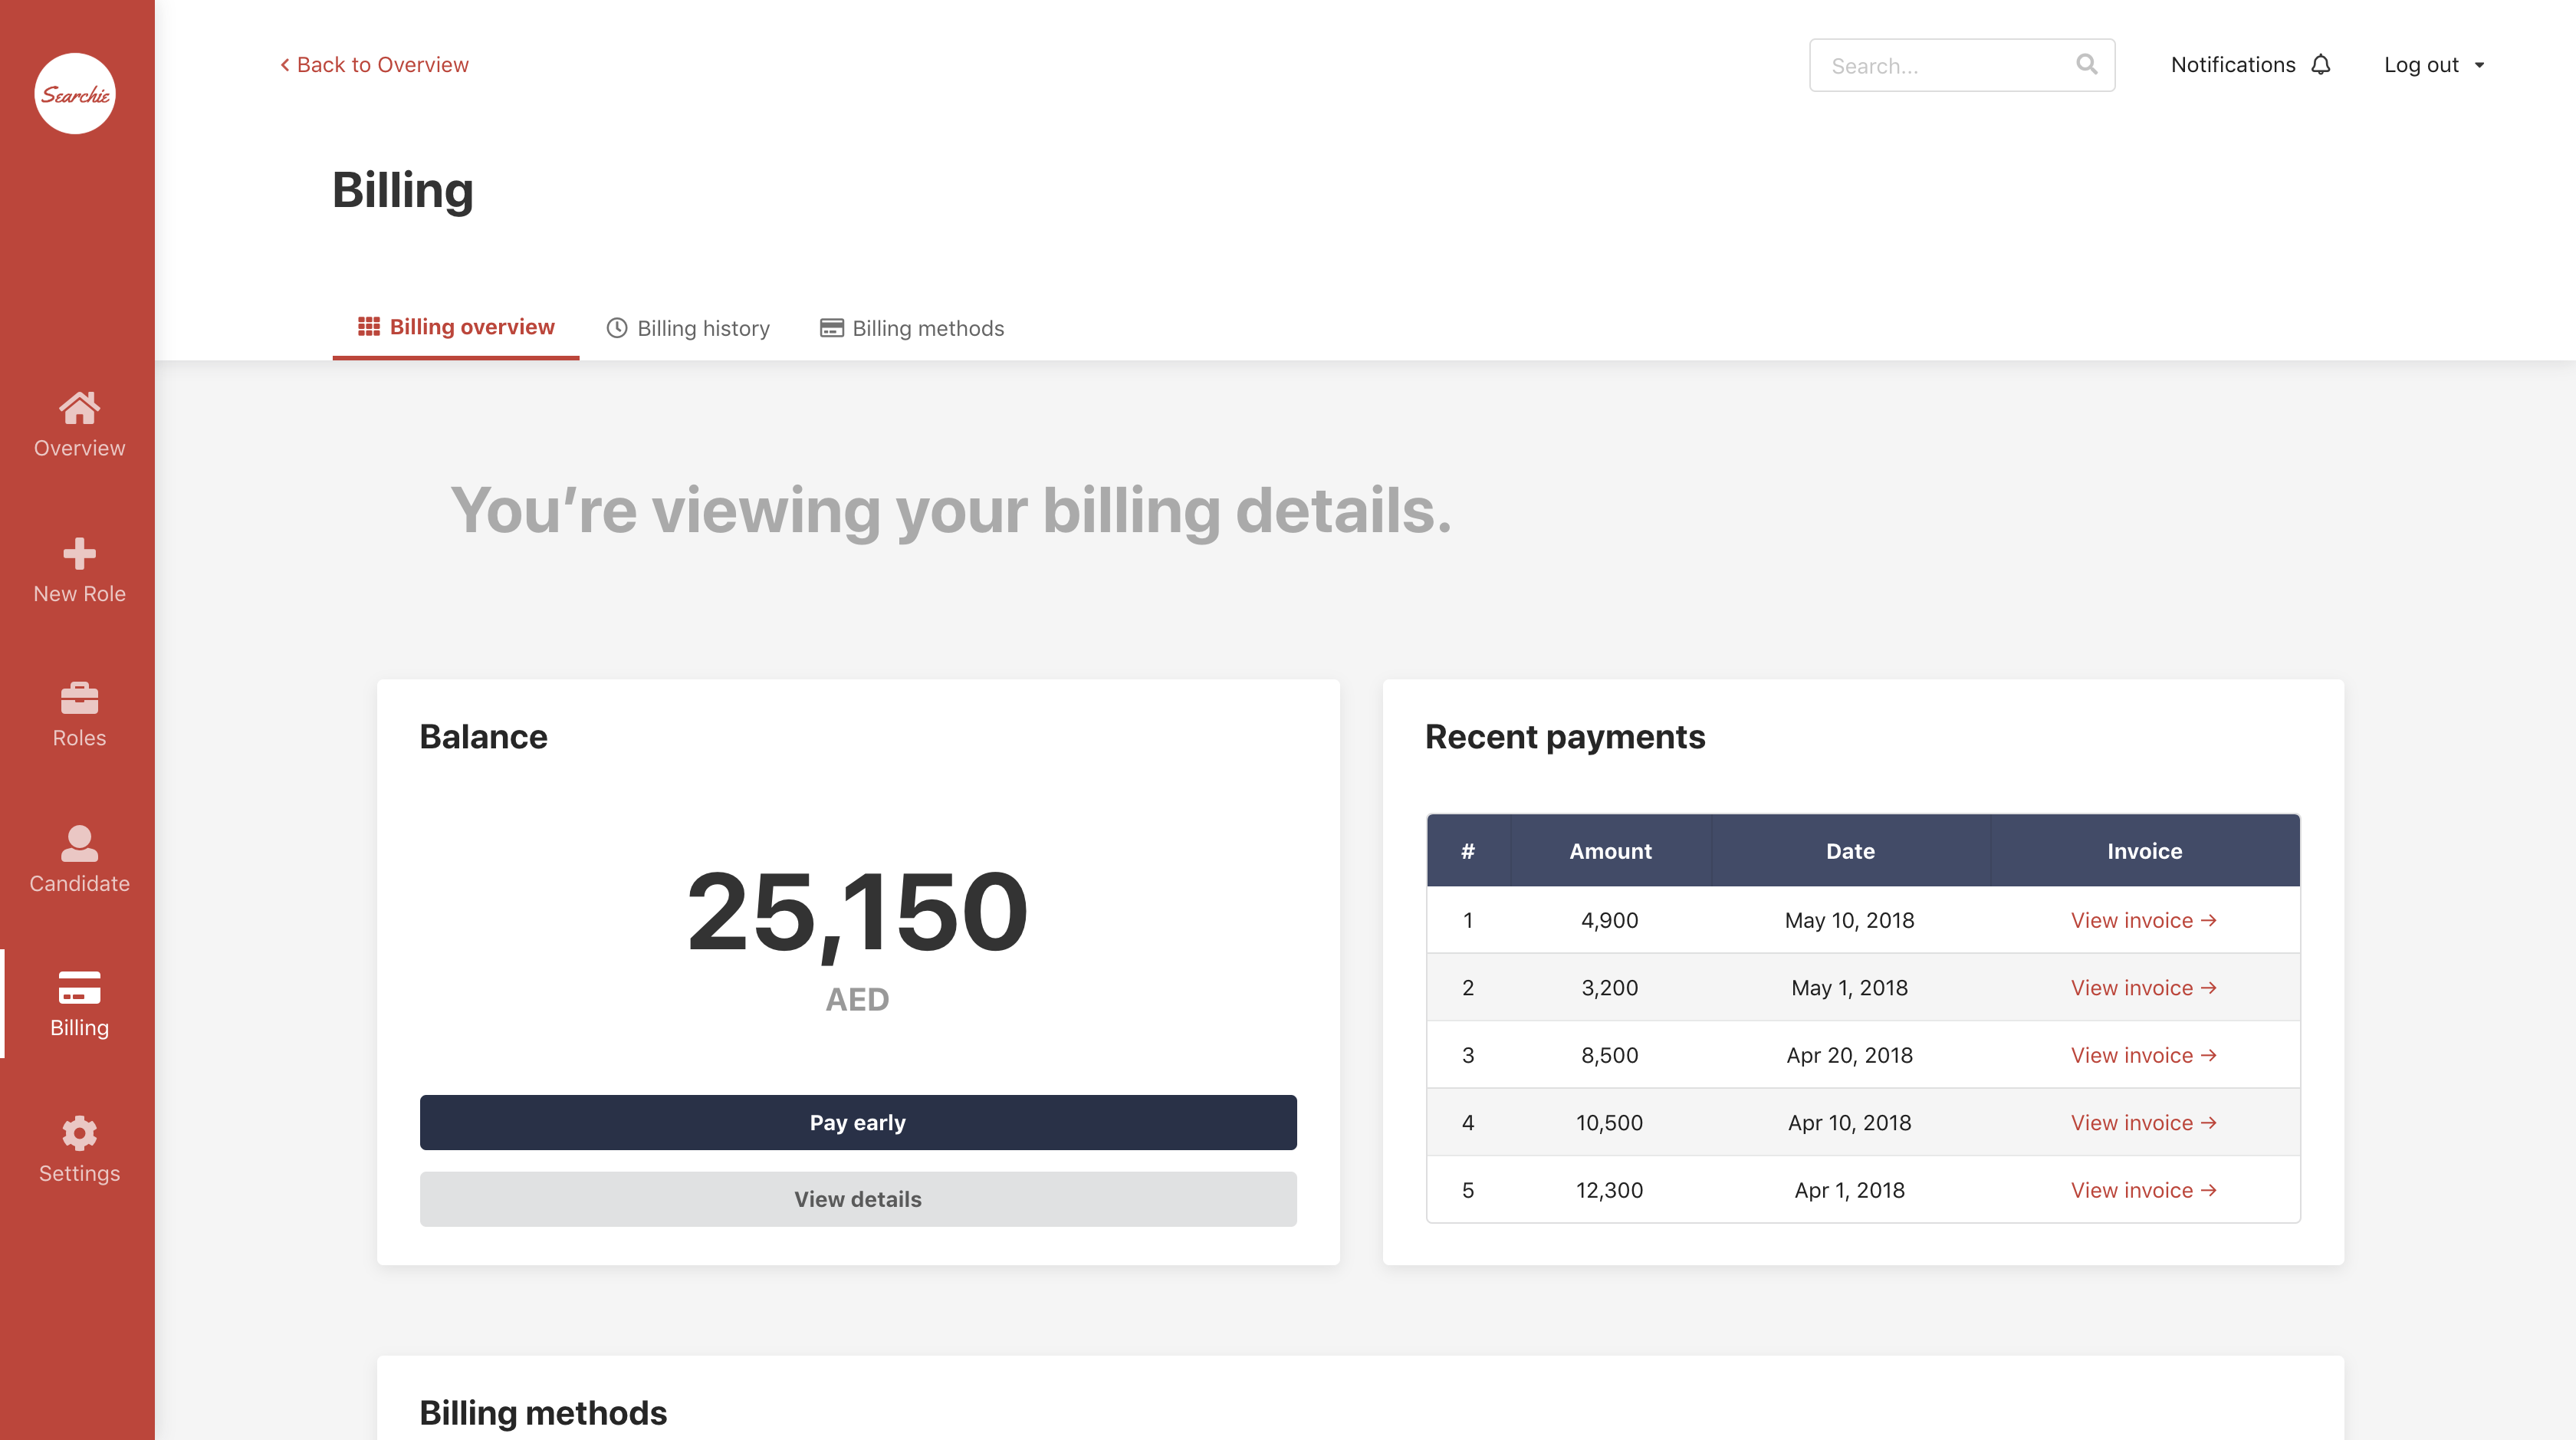 Searchie
Back to Overview
Search...
Notifications
Log out
Billing
Billing overview
Billing history
Billing methods
Overview
New Role
Roles
Candidate
Billing
Settings
You’re viewing your billing details.
Balance
25,150
AED
Pay early
View details
Recent payments
# Amount Date Invoice
1 4,900 May 10, 2018 View invoice →
2 3,200 May 1, 2018 View invoice →
3 8,500 Apr 20, 2018 View invoice →
4 10,500 Apr 10, 2018 View invoice →
5 12,300 Apr 1, 2018 View invoice →
Billing methods